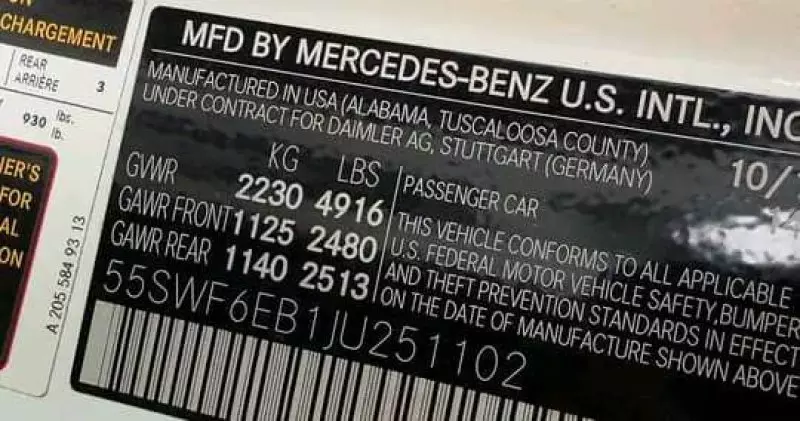 CHARGEMENT
REAR
ARRIÈRE 3
930 lbs.
lb.
FOR
ON
A 205 584 93 13
MFD BY MERCEDES-BENZ U.S. INTL., INC
MANUFACTURED IN USA (ALABAMA, TUSCALOOSA COUNTY)
UNDER CONTRACT FOR DAIMLER AG, STUTTGART (GERMANY)
10/
KG LBS
GVWR 2230 4916
GAWR FRONT 1125 2480
GAWR REAR 1140 2513
PASSENGER CAR
THIS VEHICLE CONFORMS TO ALL APPLICABLE
U.S. FEDERAL MOTOR VEHICLE SAFETY, BUMPER
AND THEFT PREVENTION STANDARDS IN EFFECT
ON THE DATE OF MANUFACTURE SHOWN ABOVE
55SWF6EB1JU251102